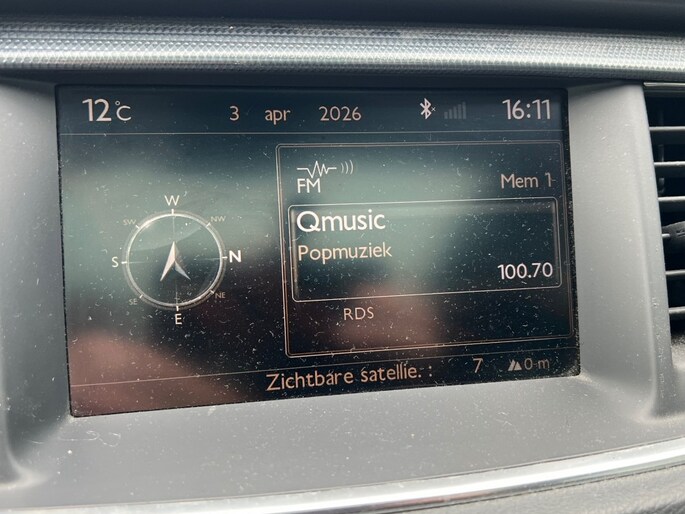 12°C 3 apr 2026 16:11
FM Mem 1
Qmusic
Popmuziek
100.70
RDS
W
SW NW
S N
SE NE
E
Zichtbare satellie. : 7 0 m